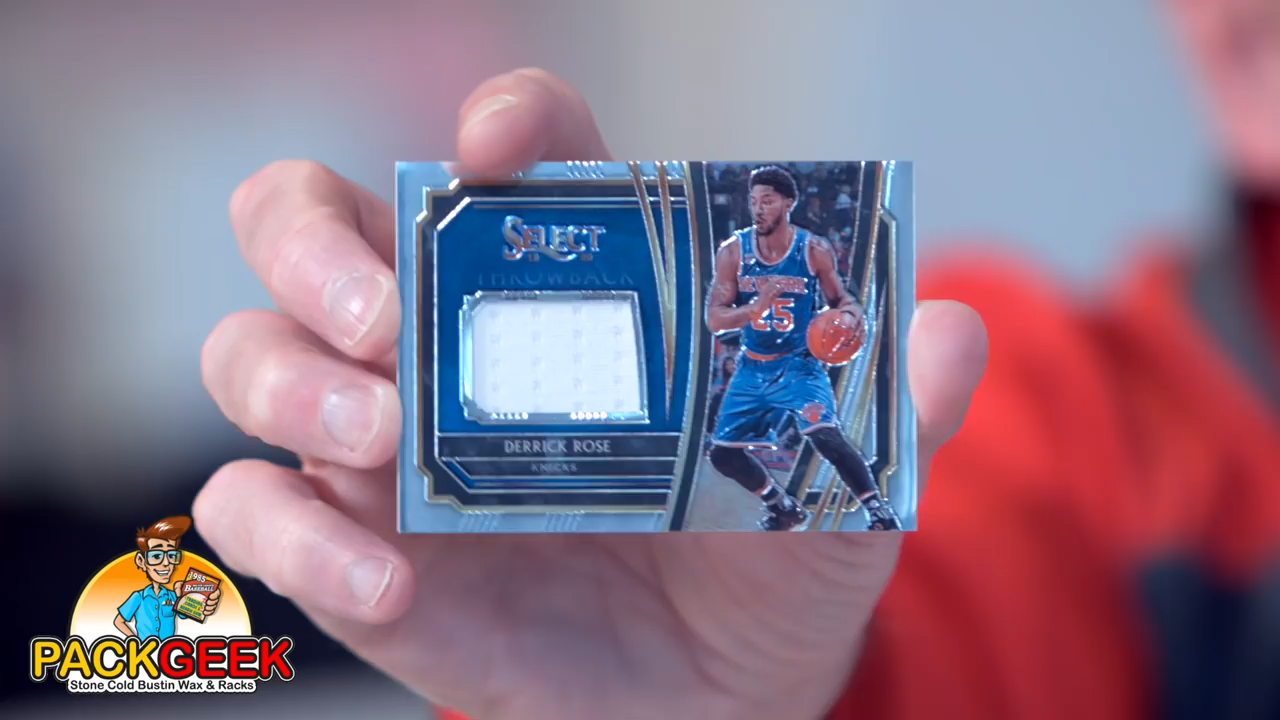 SELECT
THROWBACK
DERRICK ROSE
KNICKS
NEW YORK
25
1985
BASEBALL
PACKGEEK
Stone Cold Bustin Wax & Racks